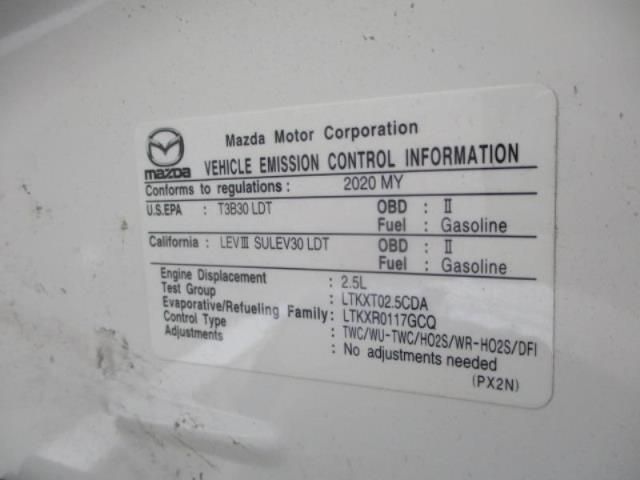 Mazda Motor Corporation
mazda VEHICLE EMISSION CONTROL INFORMATION
Conforms to regulations : 2020 MY
U.S.EPA : T3B30 LDT OBD : II
Fuel : Gasoline
California : LEVIII SULEV30 LDT OBD : II
Fuel : Gasoline
Engine Displacement : 2.5L
Test Group : LTKXT02.5CDA
Evaporative/Refueling Family : LTKXR0117GCQ
Control Type : TWC/WU-TWC/HO2S/WR-HO2S/DFI
Adjustments : No adjustments needed
(PX2N)